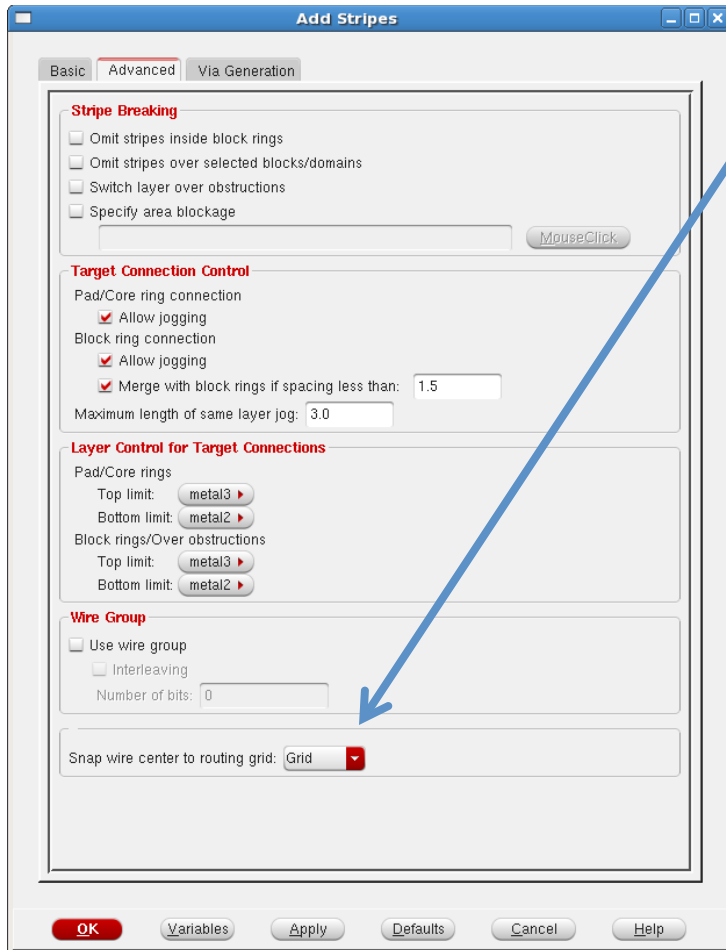 Add Stripes
Basic Advanced Via Generation
Stripe Breaking
Omit stripes inside block rings
Omit stripes over selected blocks/domains
Switch layer over obstructions
Specify area blockage
MouseClick
Target Connection Control
Pad/Core ring connection
Allow jogging
Block ring connection
Allow jogging
Merge with block rings if spacing less than: 1.5
Maximum length of same layer jog: 3.0
Layer Control for Target Connections
Pad/Core rings
Top limit: metal3
Bottom limit: metal2
Block rings/Over obstructions
Top limit: metal3
Bottom limit: metal2
Wire Group
Use wire group
Interleaving
Number of bits: 0
Snap wire center to routing grid: Grid
OK Variables Apply Defaults Cancel Help